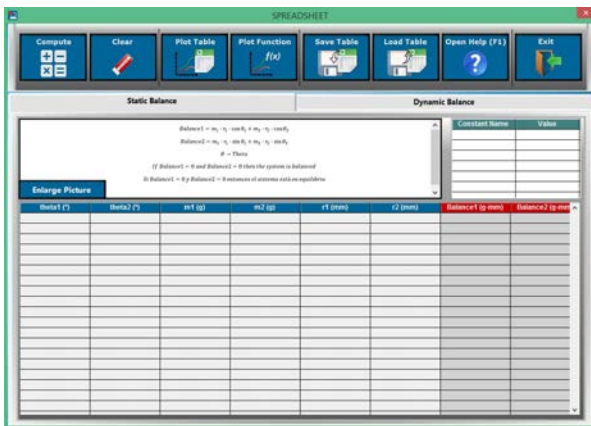 SPREADSHEET
Compute Clear Plot Table Plot Function Save Table Load Table Open Help (F1) Exit
f(x)
Static Balance Dynamic Balance
Balance1 = m₁ · r₁ · cos θ₁ + m₂ · r₂ · cos θ₂
Balance2 = m₁ · r₁ · sin θ₁ + m₂ · r₂ · sin θ₂
θ = Theta
If Balance1 = 0 and Balance2 = 0 then the system is balanced
Si Balance1 = 0 y Balance2 = 0 entonces el sistema está en equilibrio
Enlarge Picture
Constant Name Value
theta1 (°) theta2 (°) m1 (g) m2 (g) r1 (mm) r2 (mm) Balance1 (g·mm) Balance2 (g·mm